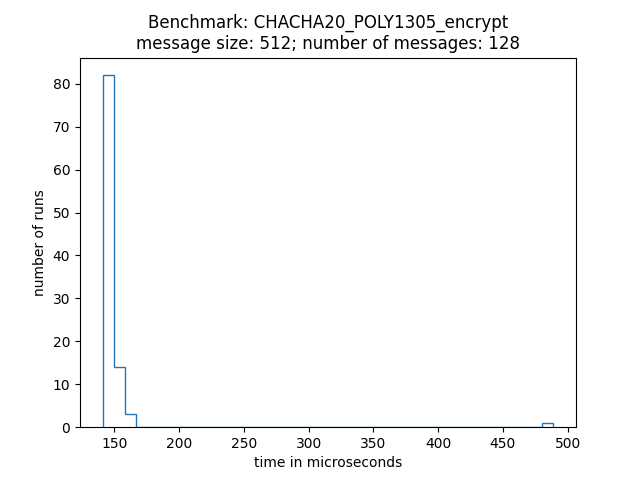 Benchmark: CHACHA20_POLY1305_encrypt
message size: 512; number of messages: 128
80
70
60
50
40
30
20
10
0
number of runs
150 200 250 300 350 400 450 500
time in microseconds